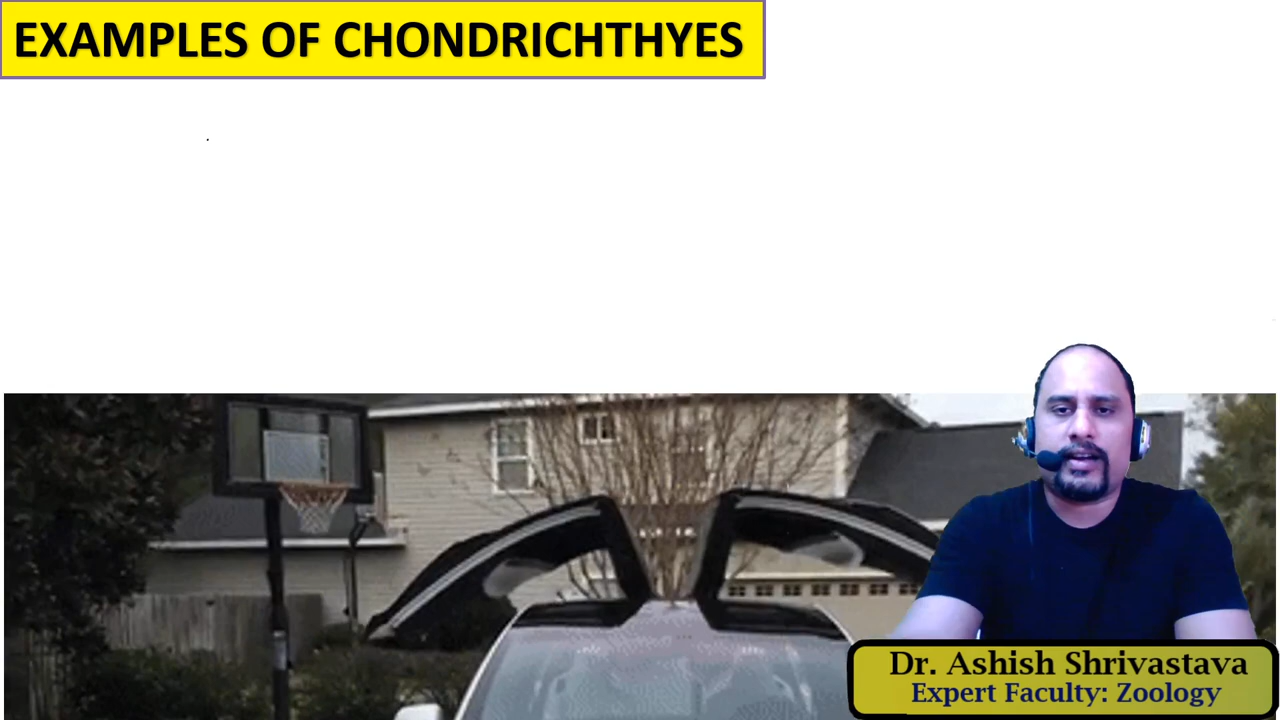 EXAMPLES OF CHONDRICHTHYES
Dr. Ashish Shrivastava
Expert Faculty: Zoology